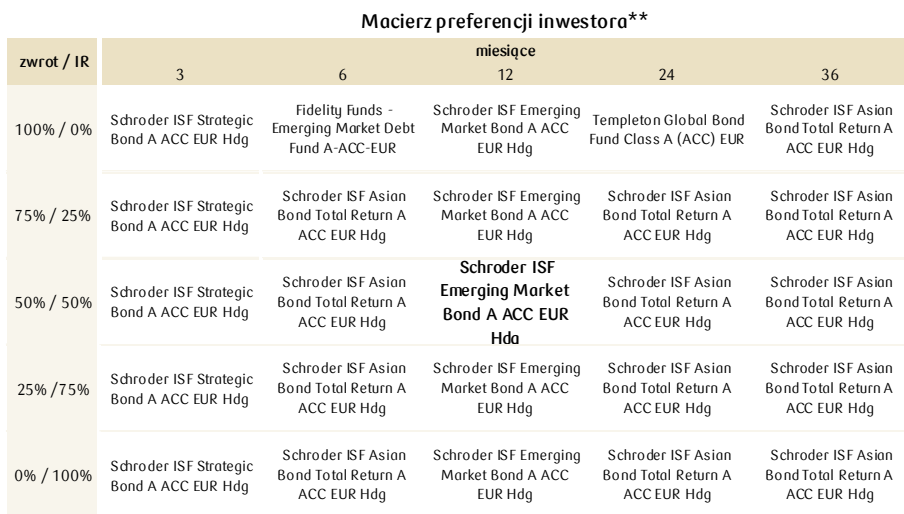 Macierz preferencji inwestora**
zwrot / IR
miesiące
3 6 12 24 36
100% / 0%
Schroder ISF Strategic
Bond A ACC EUR Hdg
Fidelity Funds -
Emerging Market Debt
Fund A-ACC-EUR
Schroder ISF Emerging
Market Bond A ACC
EUR Hdg
Templeton Global Bond
Fund Class A (ACC) EUR
Schroder ISF Asian
Bond Total Return A
ACC EUR Hdg
75% / 25%
Schroder ISF Strategic
Bond A ACC EUR Hdg
Schroder ISF Asian
Bond Total Return A
ACC EUR Hdg
Schroder ISF Emerging
Market Bond A ACC
EUR Hdg
Schroder ISF Asian
Bond Total Return A
ACC EUR Hdg
Schroder ISF Asian
Bond Total Return A
ACC EUR Hdg
50% / 50%
Schroder ISF Strategic
Bond A ACC EUR Hdg
Schroder ISF Asian
Bond Total Return A
ACC EUR Hdg
Schroder ISF
Emerging Market
Bond A ACC EUR
Hdg
Schroder ISF Asian
Bond Total Return A
ACC EUR Hdg
Schroder ISF Asian
Bond Total Return A
ACC EUR Hdg
25% /75%
Schroder ISF Strategic
Bond A ACC EUR Hdg
Schroder ISF Asian
Bond Total Return A
ACC EUR Hdg
Schroder ISF Emerging
Market Bond A ACC
EUR Hdg
Schroder ISF Asian
Bond Total Return A
ACC EUR Hdg
Schroder ISF Asian
Bond Total Return A
ACC EUR Hdg
0% / 100%
Schroder ISF Strategic
Bond A ACC EUR Hdg
Schroder ISF Asian
Bond Total Return A
ACC EUR Hdg
Schroder ISF Emerging
Market Bond A ACC
EUR Hdg
Schroder ISF Asian
Bond Total Return A
ACC EUR Hdg
Schroder ISF Asian
Bond Total Return A
ACC EUR Hdg